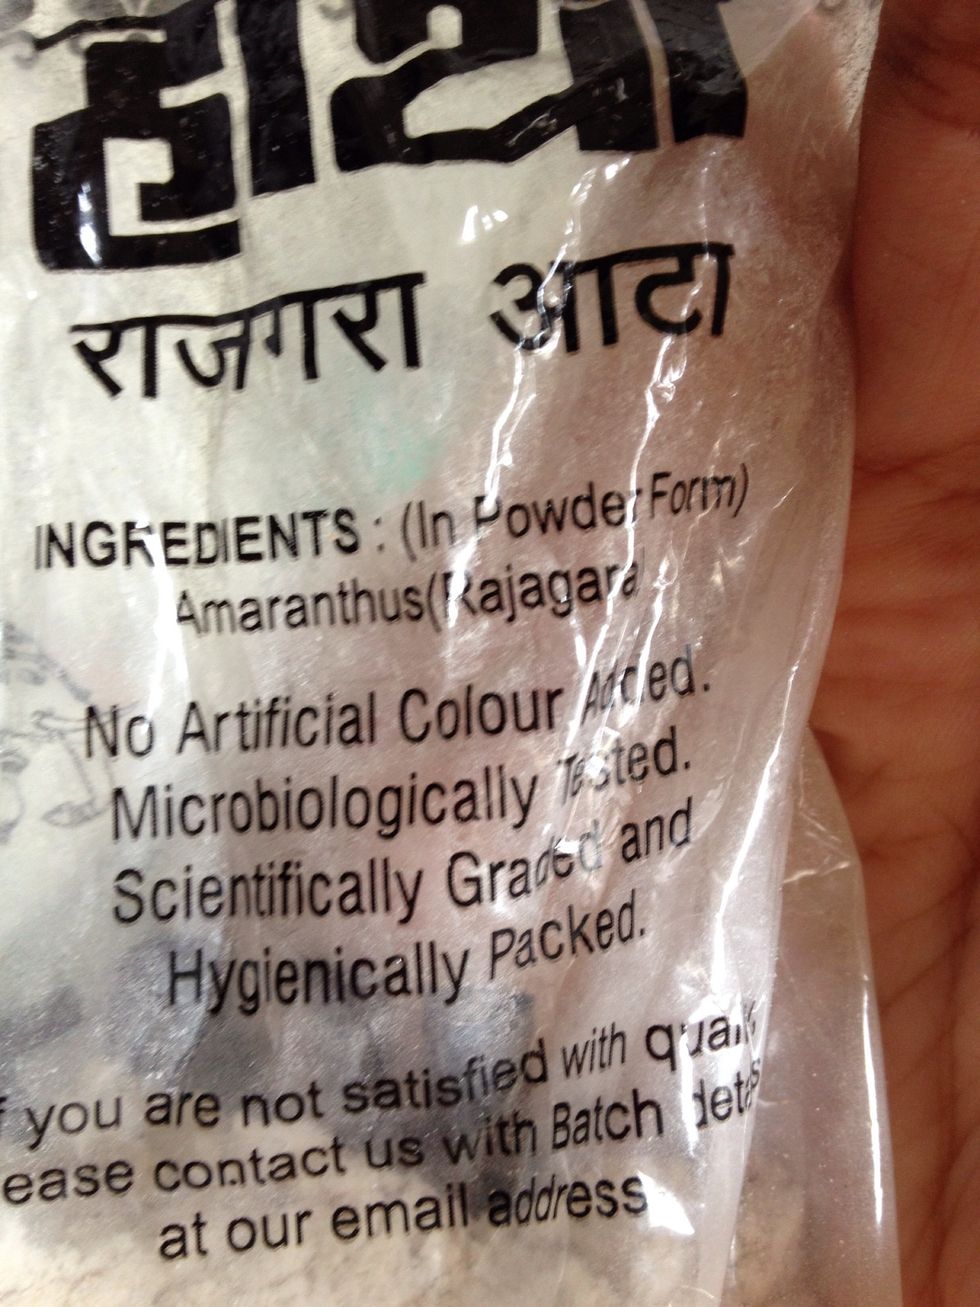 हाथी
राजगरा आटा
INGREDIENTS : (In Powder Form)
Amaranthus(Rajagara
No Artificial Colour Added.
Microbiologically Tested.
Scientifically Graded and
Hygienically Packed.
you are not satisfied with
contact us with Batch
at our email address